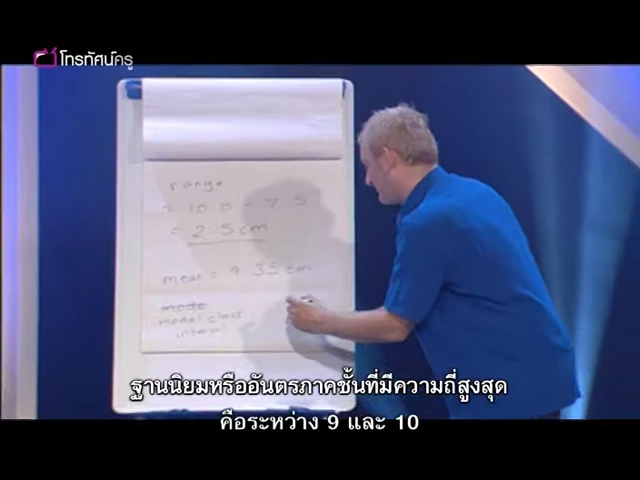 โทรทัศน์ครู
range
= 10 0 - 7 5
= 2 5 cm
mean = 9 35 cm
mode
modal class
interval
ฐานนิยมหรืออันตรภาคชั้นที่มีความถี่สูงสุด
คือระหว่าง 9 และ 10